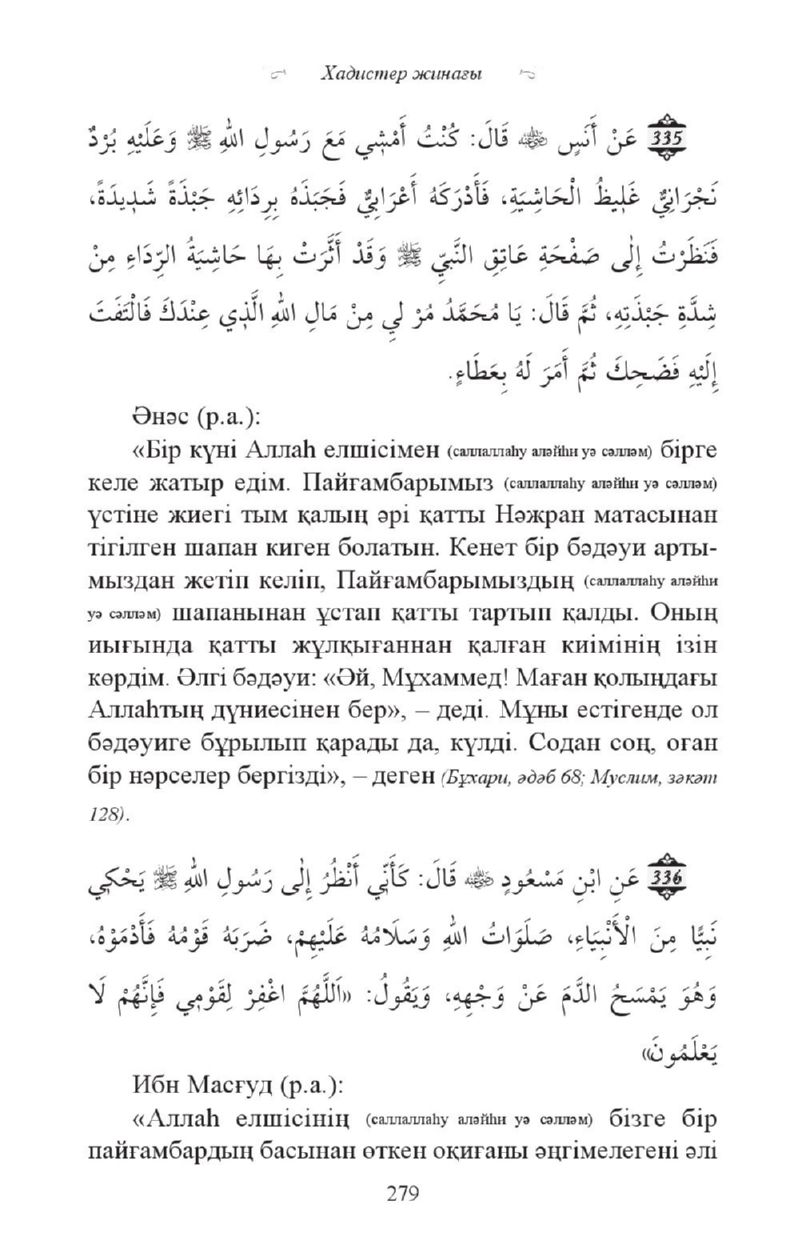 Хадистер жинағы
335 عَنْ أَنَسٍ ﷺ قَالَ: كُنْتُ أَمْشِي مَعَ رَسُولِ اللهِ ﷺ وَعَلَيْهِ بُرْدٌ
نَجْرَانِيٌّ غَلِيظُ الْحَاشِيَةِ، فَأَدْرَكَهُ أَعْرَابِيٌّ فَجَبَذَهُ بِرِدَائِهِ جَبْذَةً شَدِيدَةً،
فَنَظَرْتُ إِلٰى صَفْحَةِ عَاتِقِ النَّبِيِّ ﷺ وَقَدْ أَثَّرَتْ بِهَا حَاشِيَةُ الرِّدَاءِ مِنْ
شِدَّةِ جَبْذَتِهِ، ثُمَّ قَالَ: يَا مُحَمَّدُ مُرْ لِي مِنْ مَالِ اللهِ الَّذِي عِنْدَكَ فَالْتَفَتَ
إِلَيْهِ فَضَحِكَ ثُمَّ أَمَرَ لَهُ بِعَطَاءٍ.
Әнәс (р.а.):
«Бір күні Аллаһ елшісімен (саллаллаһу аләйһи уә сәлләм) бірге
келе жатыр едім. Пайғамбарымыз (саллаллаһу аләйһи уә сәлләм)
үстіне жиегі тым қалың әрі қатты Нәжран матасынан
тігілген шапан киген болатын. Кенет бір бәдәуи арты-
мыздан жетіп келіп, Пайғамбарымыздың (саллаллаһу аләйһи
уә сәлләм) шапанынан ұстап қатты тартып қалды. Оның
иығында қатты жұлқығаннан қалған киімінің ізін
көрдім. Әлгі бәдәуи: «Әй, Мұхаммед! Маған қолыңдағы
Аллаһтың дүниесінен бер», – деді. Мұны естігенде ол
бәдәуиге бұрылып қарады да, күлді. Содан соң, оған
бір нәрселер бергізді», – деген (Бұхари, әдәб 68; Муслим, зәкәт
128).
336 عَنِ ابْنِ مَسْعُودٍ قَالَ: كَأَنِّي أَنْظُرُ إِلٰى رَسُولِ اللهِ ﷺ يَحْكِي
نَبِيًّا مِنَ الْأَنْبِيَاءِ، صَلَوَاتُ اللهِ وَسَلَامُهُ عَلَيْهِمْ، ضَرَبَهُ قَوْمُهُ فَأَدْمَوْهُ،
وَهُوَ يَمْسَحُ الدَّمَ عَنْ وَجْهِهِ، وَيَقُولُ: «اَللَّهُمَّ اغْفِرْ لِقَوْمِي فَإِنَّهُمْ لَا
يَعْلَمُونَ»
Ибн Масғуд (р.а.):
«Аллаһ елшісінің (саллаллаһу аләйһи уә сәлләм) бізге бір
пайғамбардың басынан өткен оқиғаны әңгімелегені әлі
279